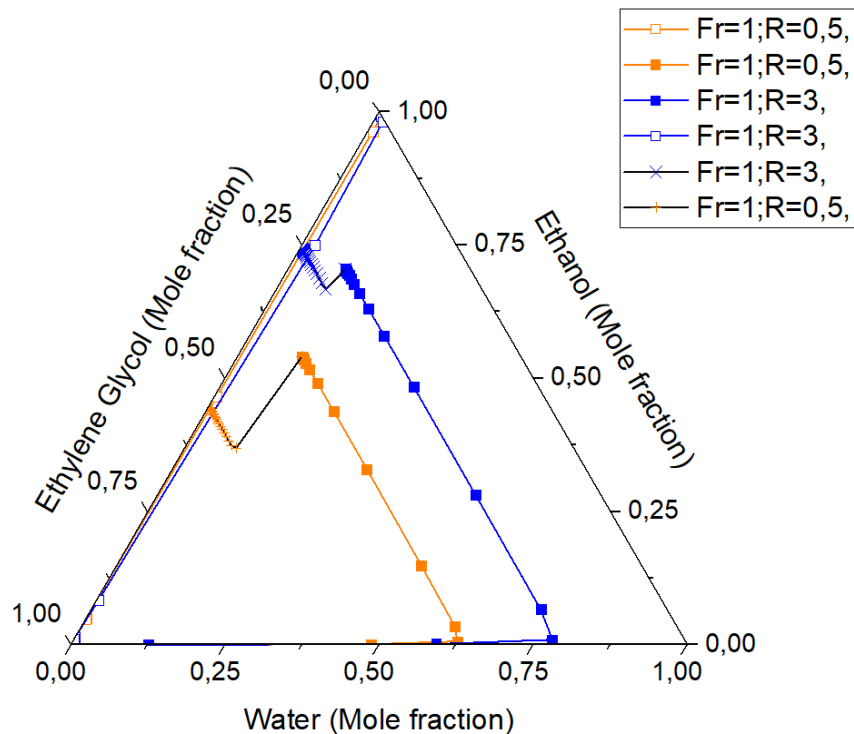 Fr=1;R=0,5,
Fr=1;R=0,5,
Fr=1;R=3,
Fr=1;R=3,
Fr=1;R=3,
Fr=1;R=0,5,
0,00
1,00
0,25
0,75
0,50
0,50
0,75
0,25
1,00
0,00
0,00
0,25
0,50
0,75
1,00
Ethylene Glycol (Mole fraction)
Ethanol (Mole fraction)
Water (Mole fraction)